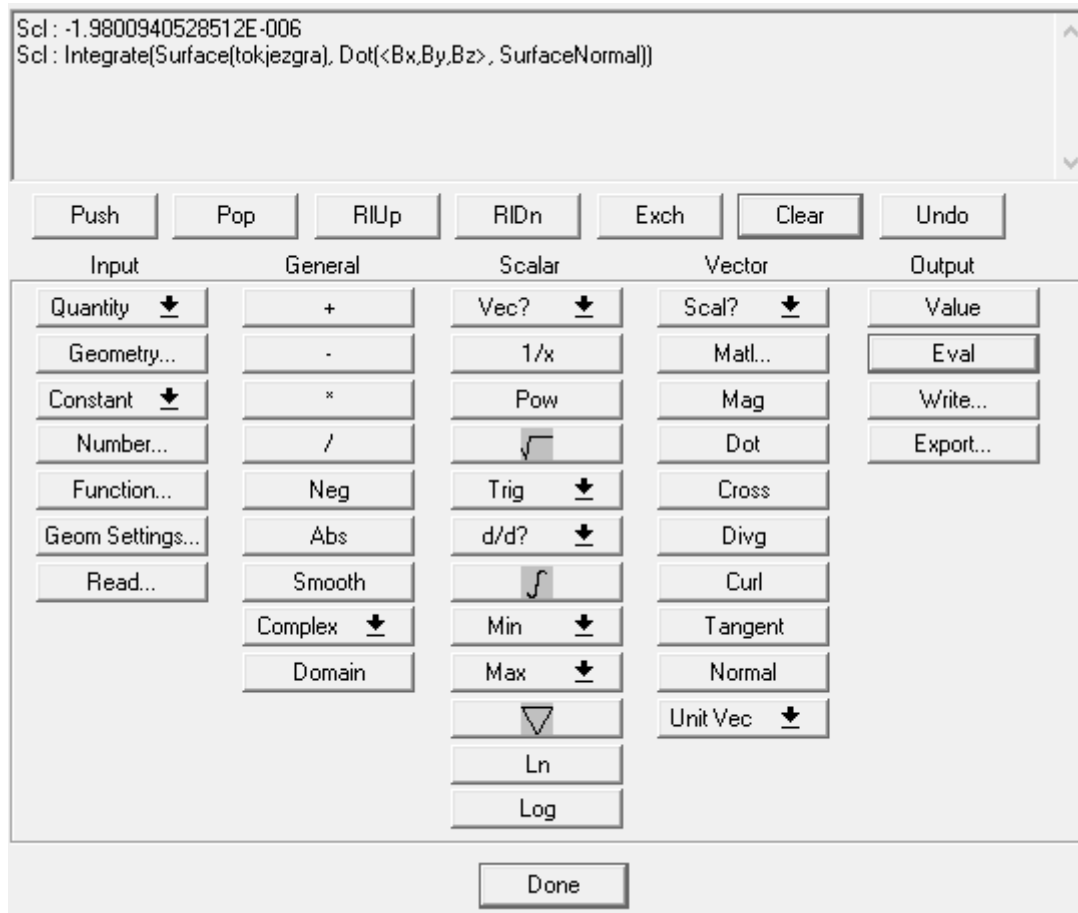 Scl : -1.9800940528512E-006
Scl : Integrate(Surface(tokjezgra), Dot(<Bx,By,Bz>, SurfaceNormal))
Push Pop RlUp RlDn Exch Clear Undo
Input General Scalar Vector Output
Quantity + Vec? Scal? Value
Geometry... - 1/x Matl... Eval
Constant * Pow Mag Write...
Number... / √ Dot Export...
Function... Neg Trig Cross
Geom Settings... Abs d/d? Divg
Read... Smooth ∫ Curl
Complex Min Tangent
Domain Max Normal
▽ Unit Vec
Ln
Log
Done